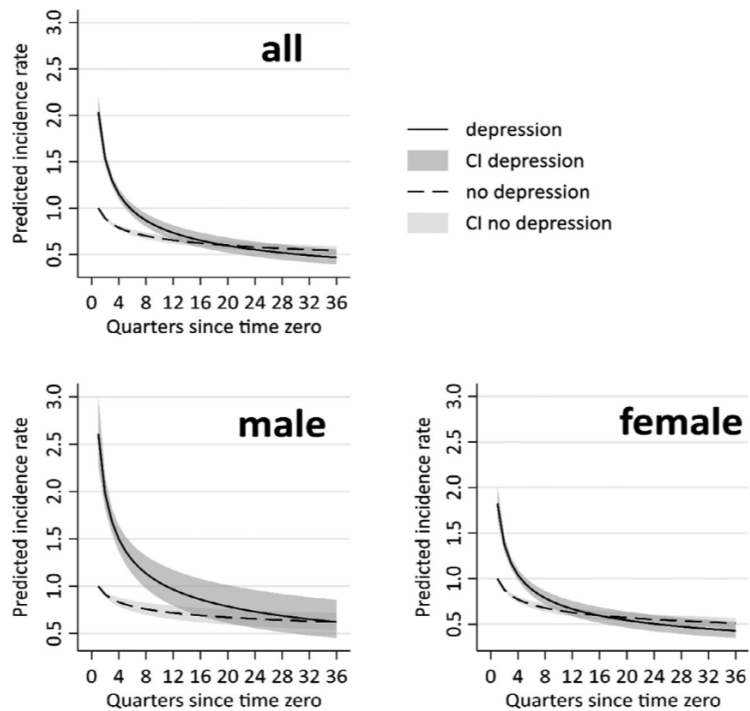 all
Predicted incidence rate
3.0
2.5
2.0
1.5
1.0
0.5
0 4 8 12 16 20 24 28 32 36
Quarters since time zero
depression
CI depression
no depression
CI no depression
male
Predicted incidence rate
3.0
2.5
2.0
1.5
1.0
0.5
0 4 8 12 16 20 24 28 32 36
Quarters since time zero
female
Predicted incidence rate
3.0
2.5
2.0
1.5
1.0
0.5
0 4 8 12 16 20 24 28 32 36
Quarters since time zero